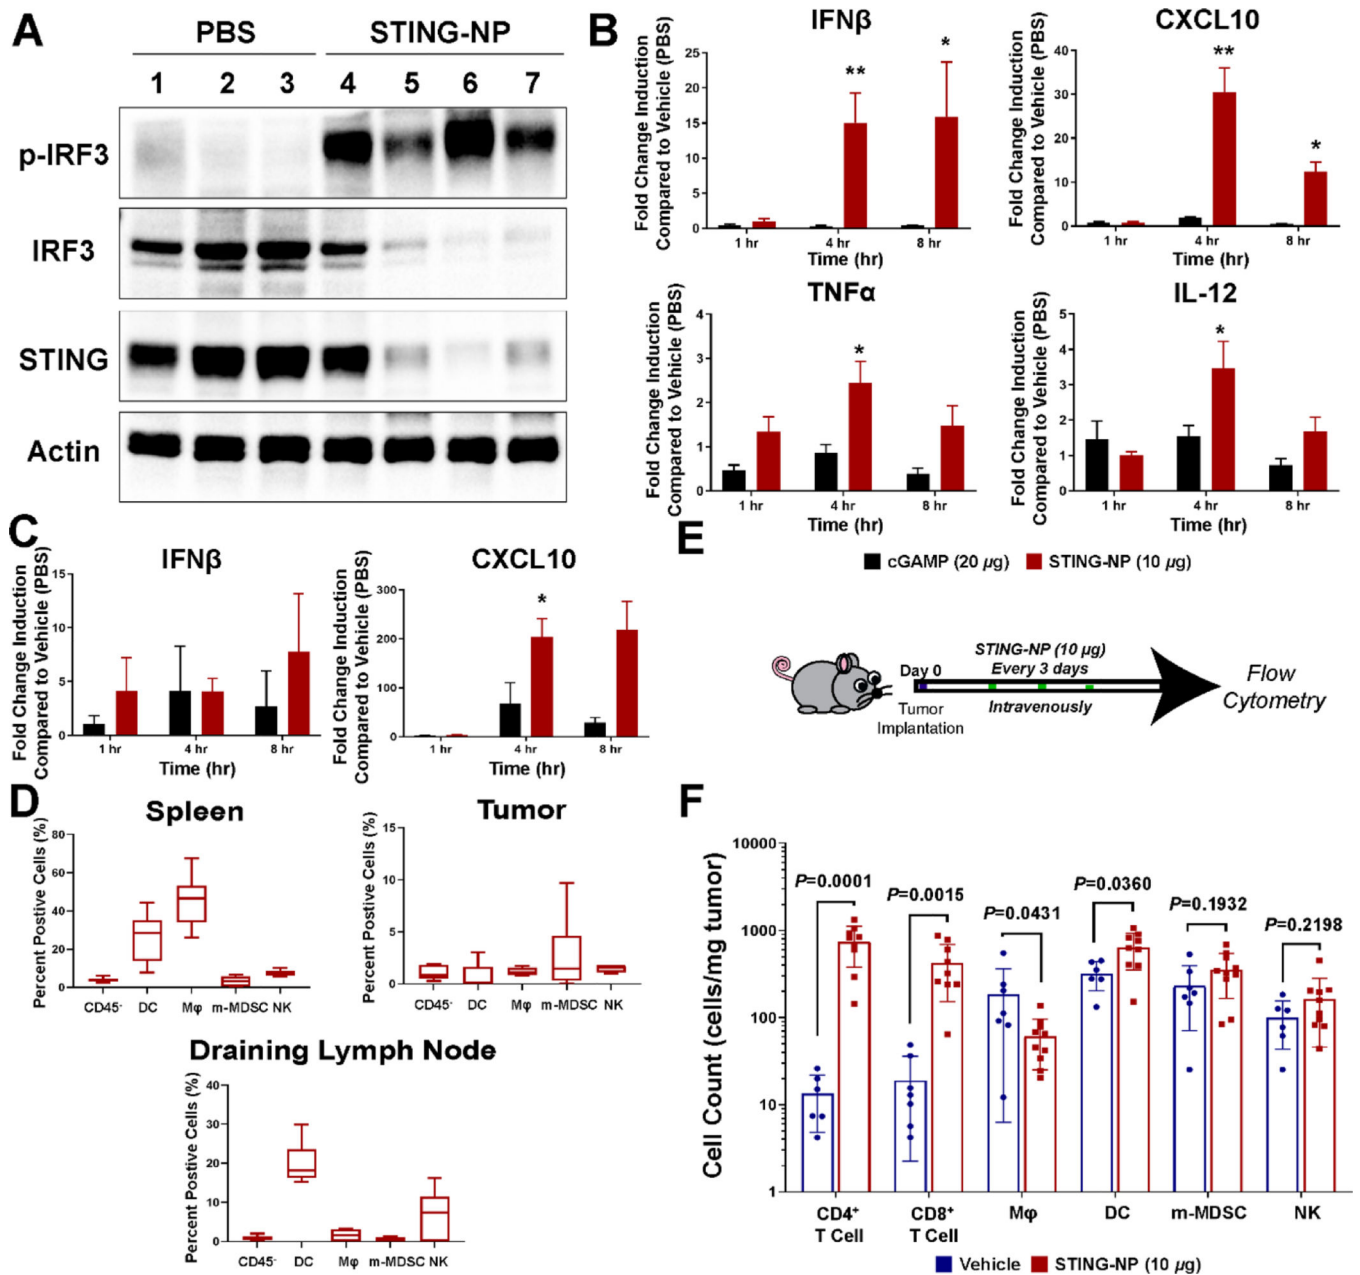 A
PBS
STING-NP
1 2 3 4 5 6 7
p-IRF3
IRF3
STING
Actin
B
IFNβ
Fold Change Induction
Compared to Vehicle (PBS)
25
20
15
10
5
0
**
*
1 hr 4 hr 8 hr
Time (hr)
CXCL10
Fold Change Induction
Compared to Vehicle (PBS)
40
30
20
10
0
**
*
1 hr 4 hr 8 hr
Time (hr)
TNFα
Fold Change Induction
Compared to Vehicle (PBS)
4
3
2
1
0
*
1 hr 4 hr 8 hr
Time (hr)
IL-12
Fold Change Induction
Compared to Vehicle (PBS)
5
4
3
2
1
0
*
1 hr 4 hr 8 hr
Time (hr)
cGAMP (20 µg) STING-NP (10 µg)
C
IFNβ
Fold Change Induction
Compared to Vehicle (PBS)
15
10
5
0
1 hr 4 hr 8 hr
Time (hr)
CXCL10
Fold Change Induction
Compared to Vehicle (PBS)
300
200
100
0
*
1 hr 4 hr 8 hr
Time (hr)
D
Spleen
Percent Postive Cells (%)
80
60
40
20
0
CD45- DC Mφ m-MDSC NK
Tumor
Percent Postive Cells (%)
15
10
5
0
CD45- DC Mφ m-MDSC NK
Draining Lymph Node
Percent Postive Cells (%)
40
30
20
10
0
CD45- DC Mφ m-MDSC NK
E
Day 0
Tumor
Implantation
STING-NP (10 µg)
Every 3 days
Intravenously
Flow
Cytometry
F
Cell Count (cells/mg tumor)
10000
1000
100
10
1
P=0.0001
P=0.0015
P=0.0431
P=0.0360
P=0.1932
P=0.2198
CD4+
T Cell
CD8+
T Cell
Mφ
DC
m-MDSC
NK
Vehicle STING-NP (10 µg)